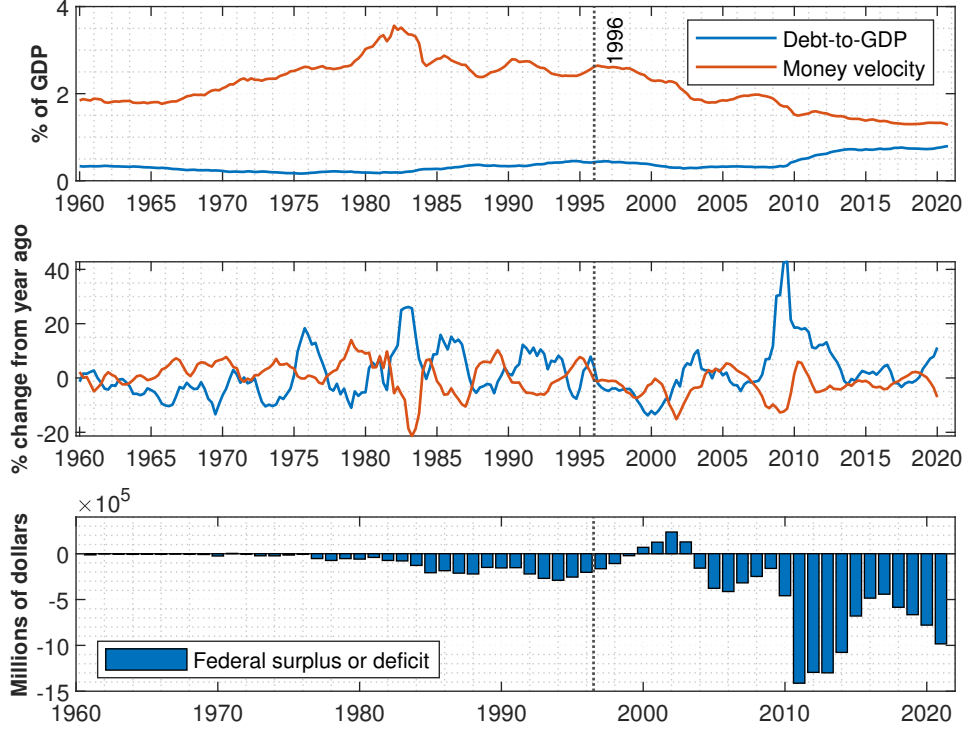 4
2
0
% of GDP
1996
Debt-to-GDP
Money velocity
1960 1965 1970 1975 1980 1985 1990 1995 2000 2005 2010 2015 2020
40
20
0
-20
% change from year ago
1960 1965 1970 1975 1980 1985 1990 1995 2000 2005 2010 2015 2020
×10⁵
0
-5
-10
-15
Millions of dollars
Federal surplus or deficit
1960 1970 1980 1990 2000 2010 2020